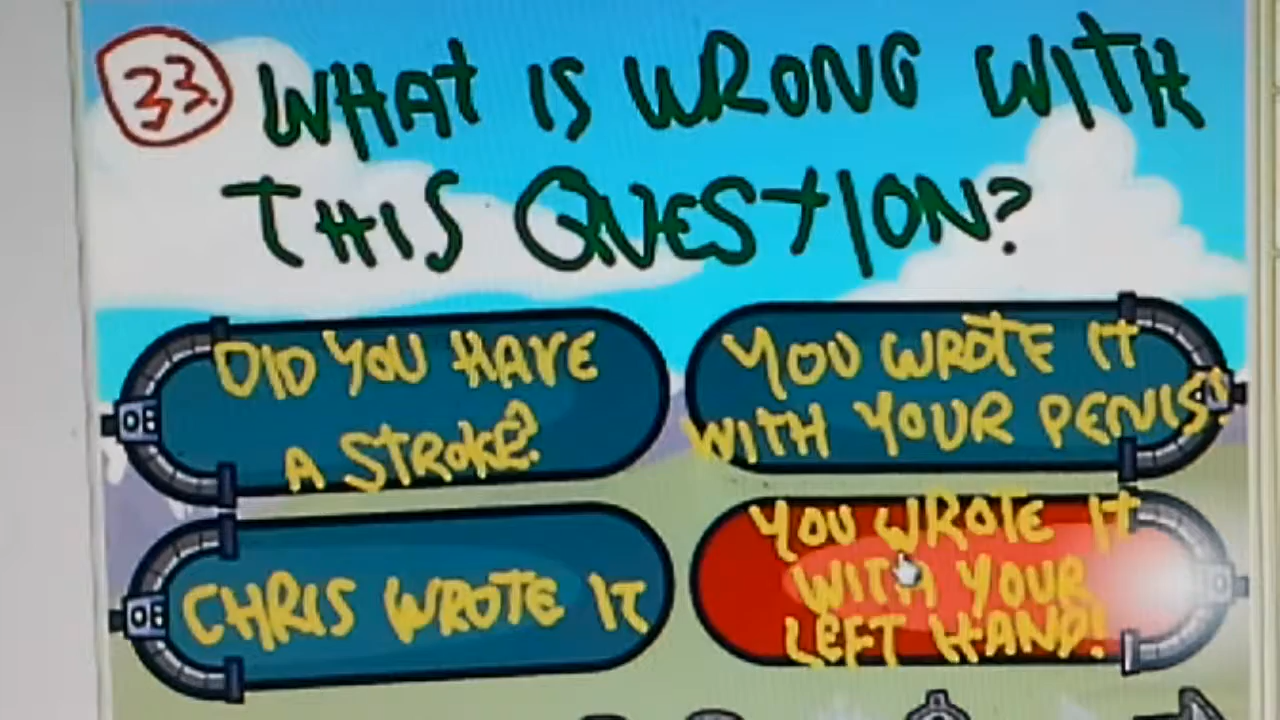 33.
WHAT IS WRONG WITH
THIS QUESTION?
DID YOU HAVE
A STROKE?
YOU WROTE IT
WITH YOUR PENIS!
CHRIS WROTE IT
YOU WROTE IT
WITH YOUR
LEFT HAND!